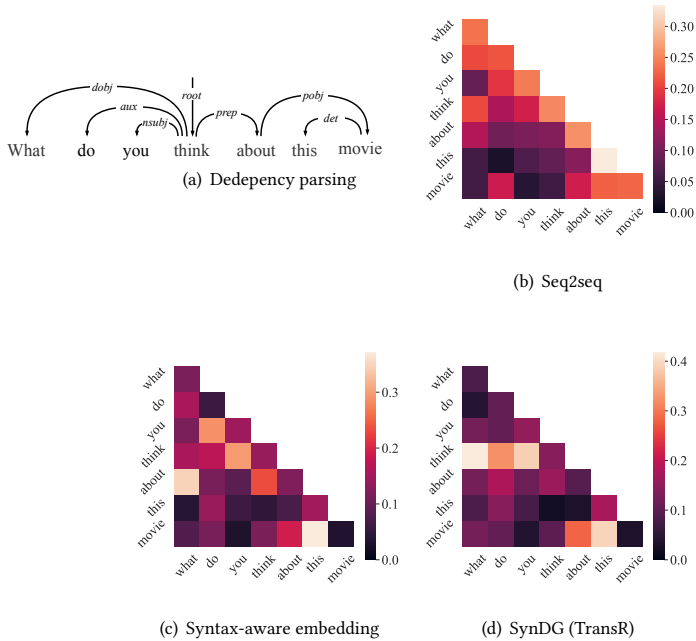 root
dobj
aux
nsubj
prep
pobj
det
What do you think about this movie
(a) Dedepency parsing
what
do
you
think
about
this
movie
what do you think about this movie
0.30
0.25
0.20
0.15
0.10
0.05
0.00
(b) Seq2seq
what
do
you
think
about
this
movie
what do you think about this movie
0.3
0.2
0.1
0.0
(c) Syntax-aware embedding
what
do
you
think
about
this
movie
what do you think about this movie
0.4
0.3
0.2
0.1
0.0
(d) SynDG (TransR)